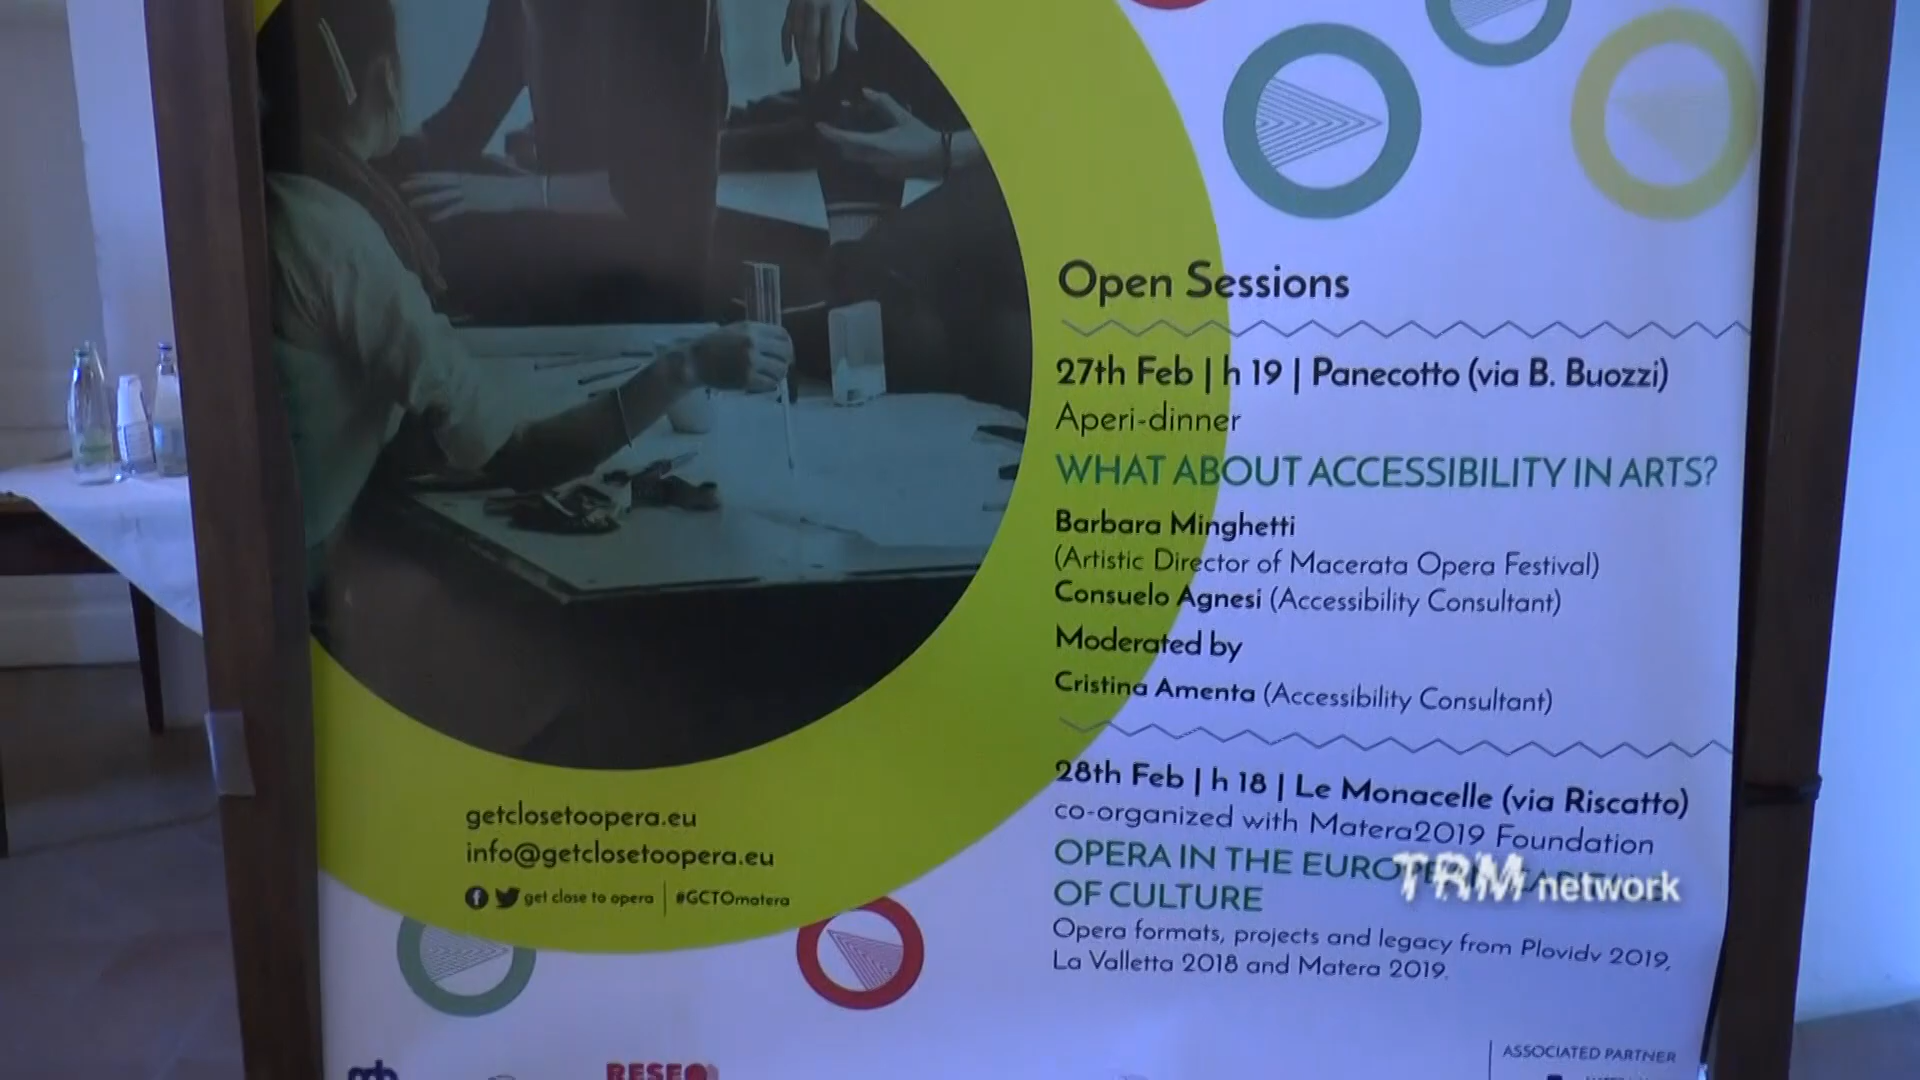 Open Sessions
27th Feb | h 19 | Panecotto (via B. Buozzi)
Aperi-dinner
WHAT ABOUT ACCESSIBILITY IN ARTS?
Barbara Minghetti
(Artistic Director of Macerata Opera Festival)
Consuelo Agnesi (Accessibility Consultant)
Moderated by
Cristina Amenta (Accessibility Consultant)
28th Feb | h 18 | Le Monacelle (via Riscatto)
co-organized with Matera2019 Foundation
OPERA IN THE
OF CULTURE
Opera formats, projects and legacy from Plovidv 2019,
La Valletta 2018 and Matera 2019.
getclosetoopera.eu
info@getclosetoopera.eu
get close to opera | #GCTOmatera
TRM network
RESEO
ASSOCIATED PARTNER